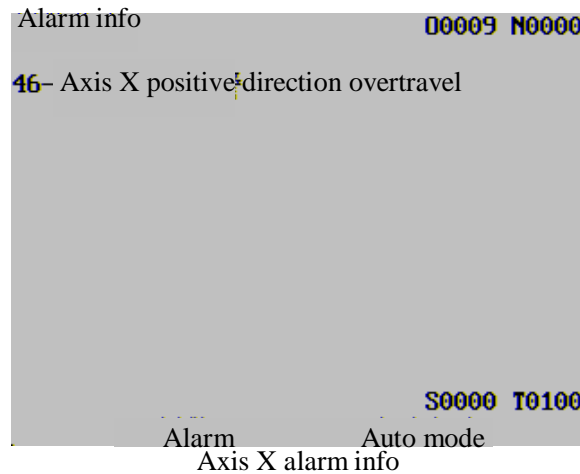 Alarm info O0009 N0000
46– Axis X positive direction overtravel
S0000 T0100
Alarm Auto mode
Axis X alarm info